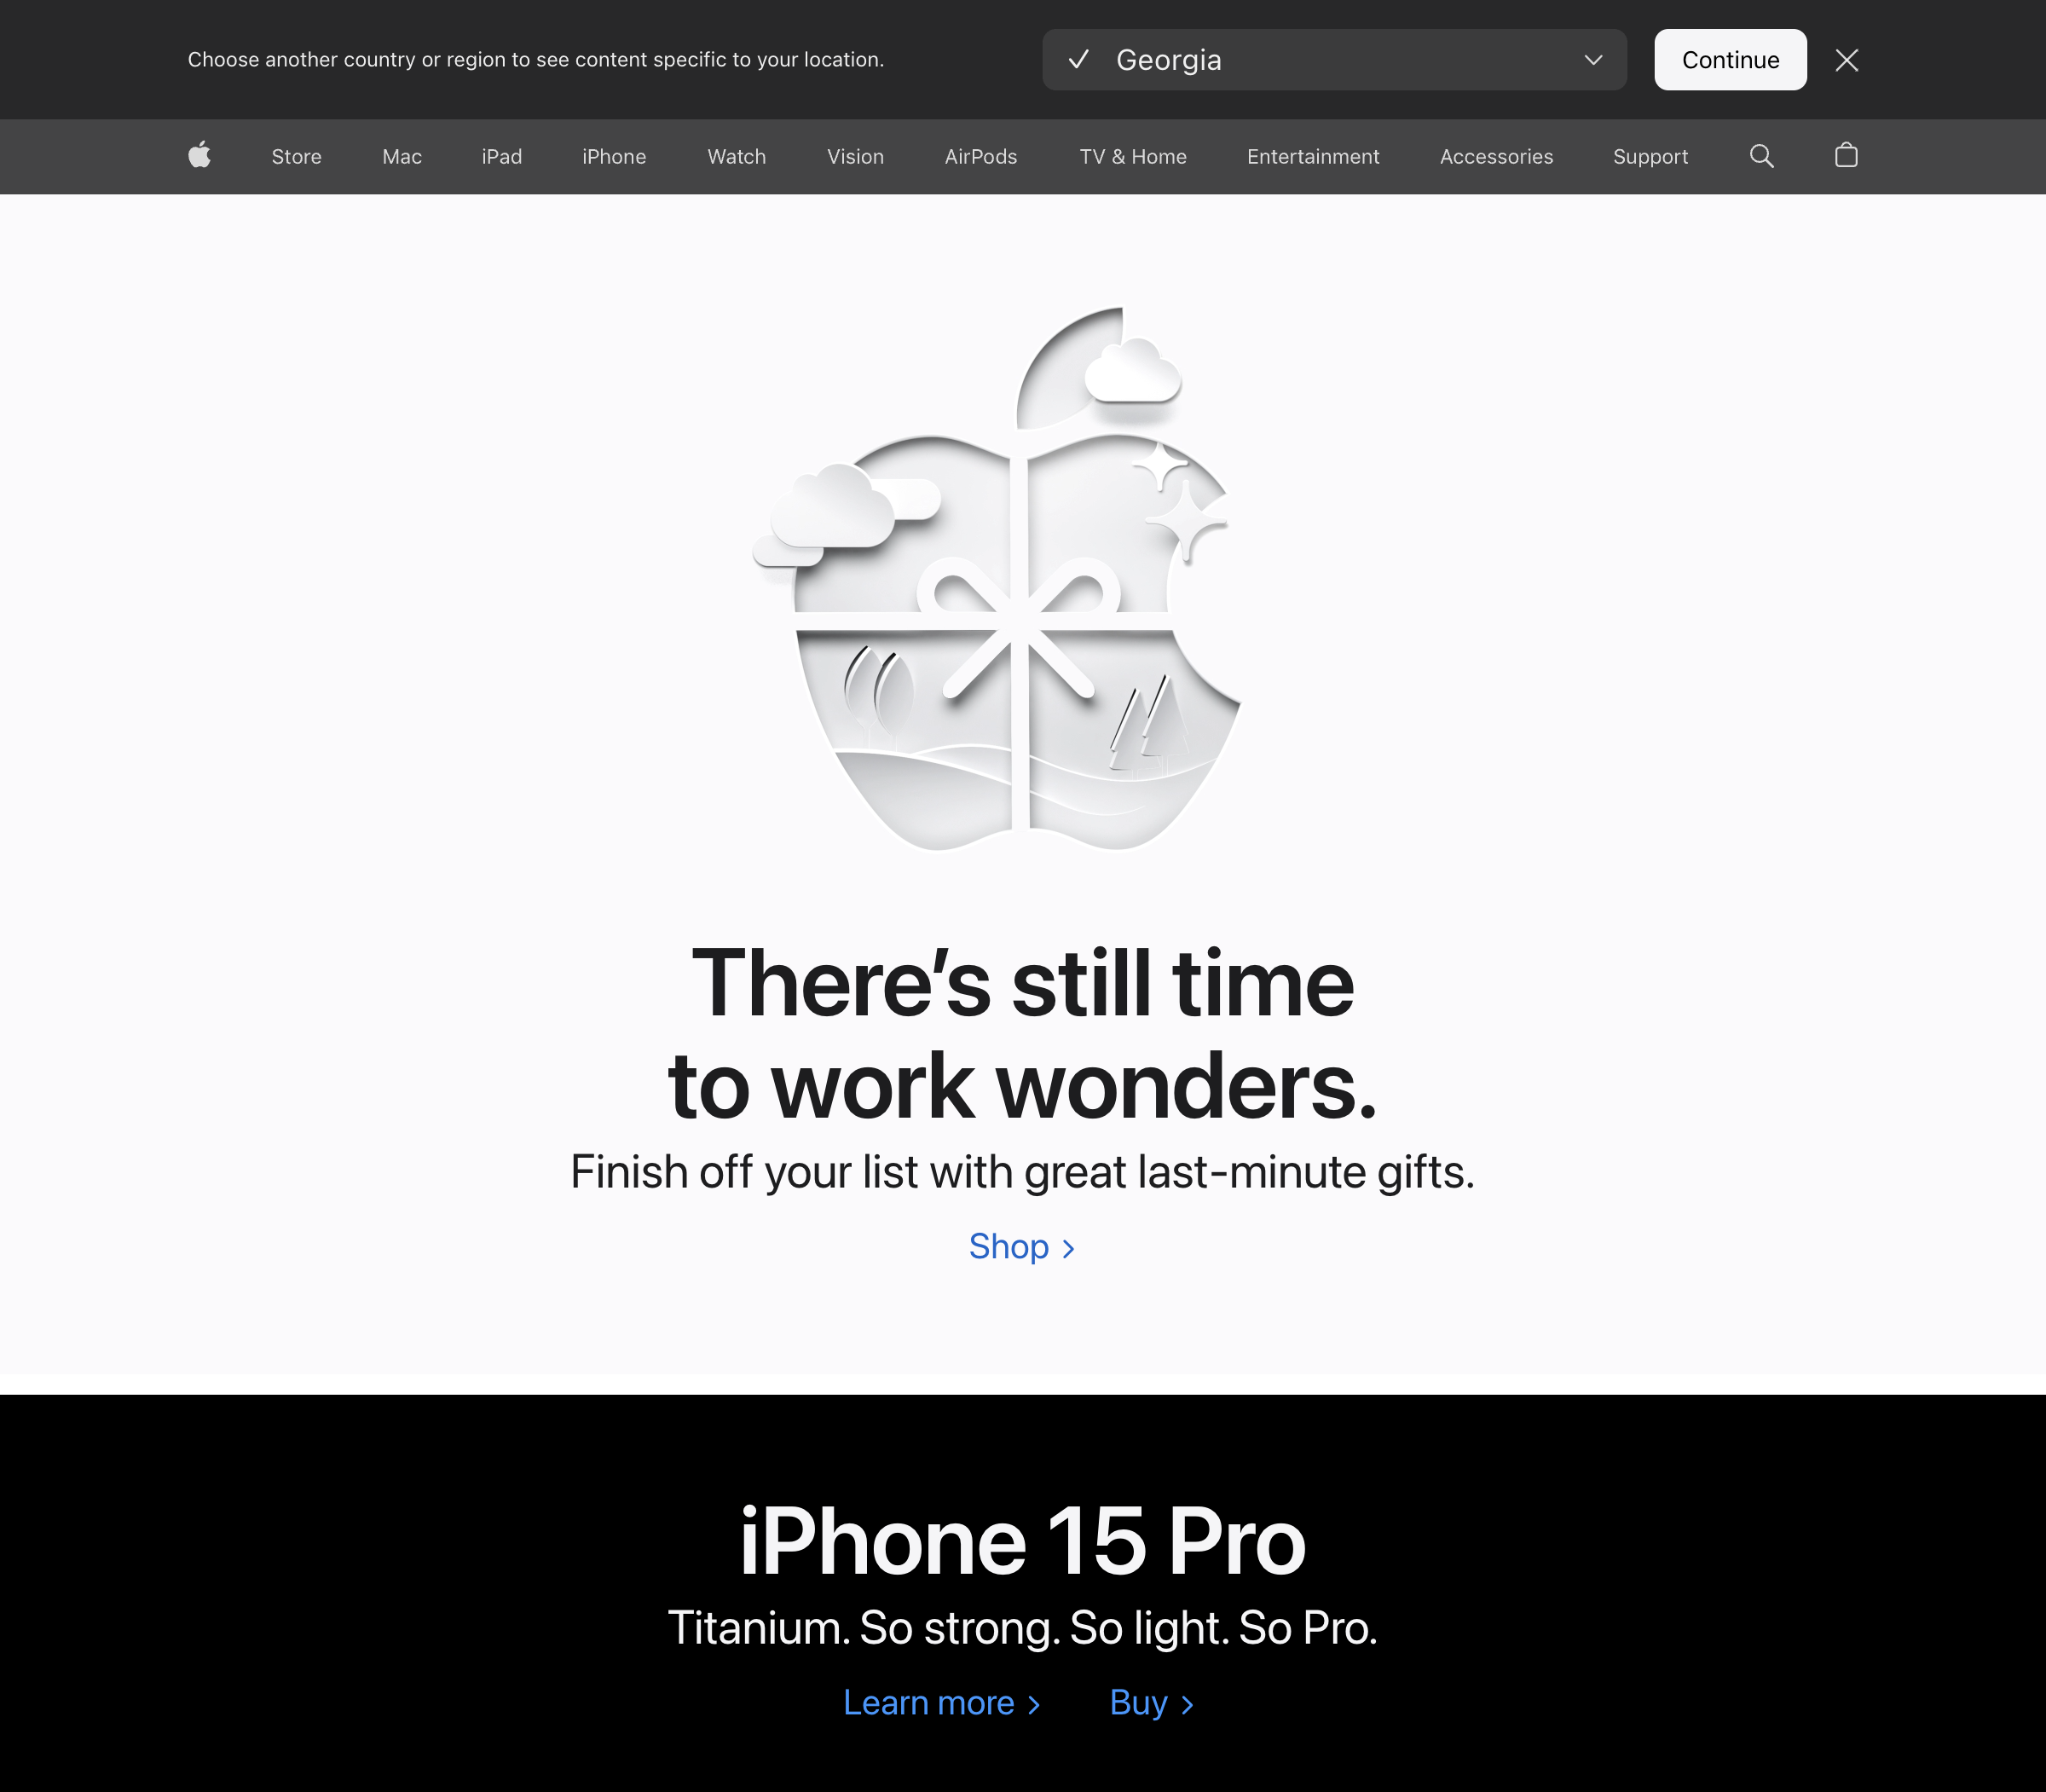 Choose another country or region to see content specific to your location.
Georgia
Continue
Store Mac iPad iPhone Watch Vision AirPods TV & Home Entertainment Accessories Support
There’s still time
to work wonders.
Finish off your list with great last-minute gifts.
Shop
iPhone 15 Pro
Titanium. So strong. So light. So Pro.
Learn more Buy